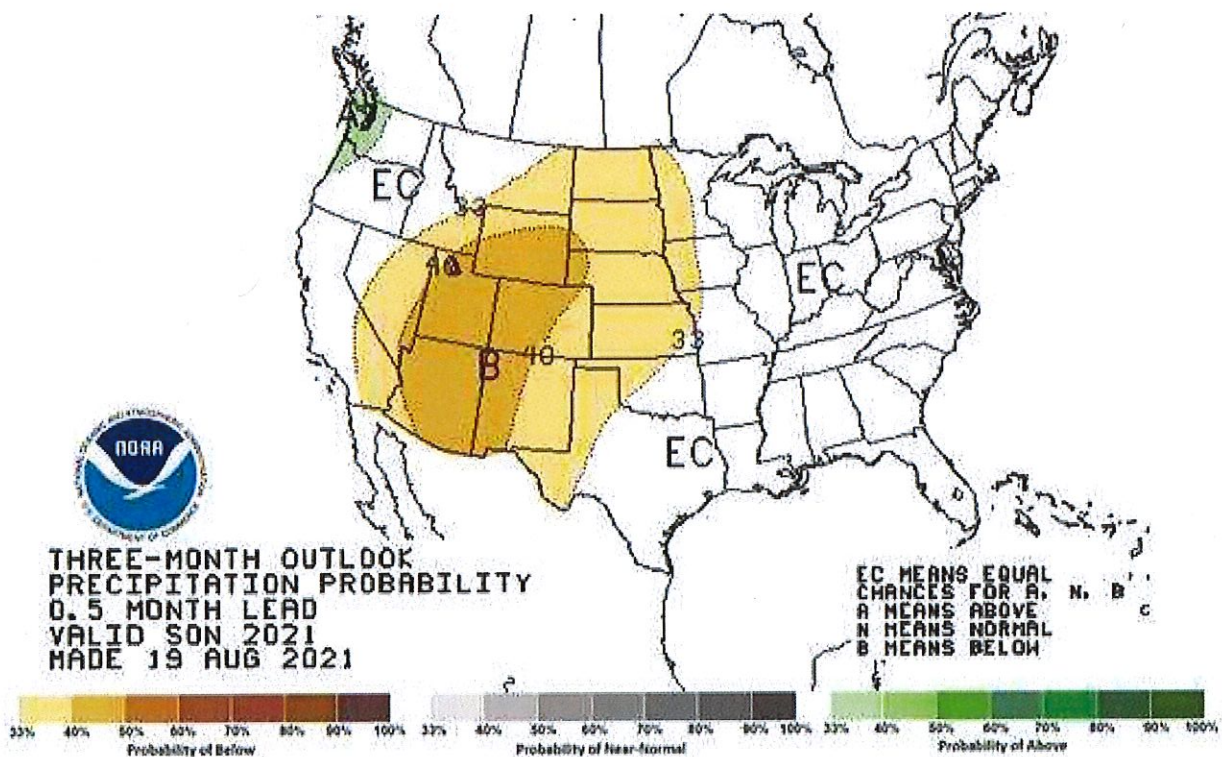 A
EC
33
40
B
40
33
EC
EC
NOAA
THREE-MONTH OUTLOOK
PRECIPITATION PROBABILITY
0.5 MONTH LEAD
VALID SON 2021
MADE 19 AUG 2021
EC MEANS EQUAL
CHANCES FOR A, N, B
A MEANS ABOVE
N MEANS NORMAL
B MEANS BELOW
C
33% 40% 50% 60% 70% 80% 90% 100%
Probability of Below
33% 40% 50% 60% 70% 80% 90% 100%
Probability of Near-Normal
33% 40% 50% 60% 70% 80% 90% 100%
Probability of Above